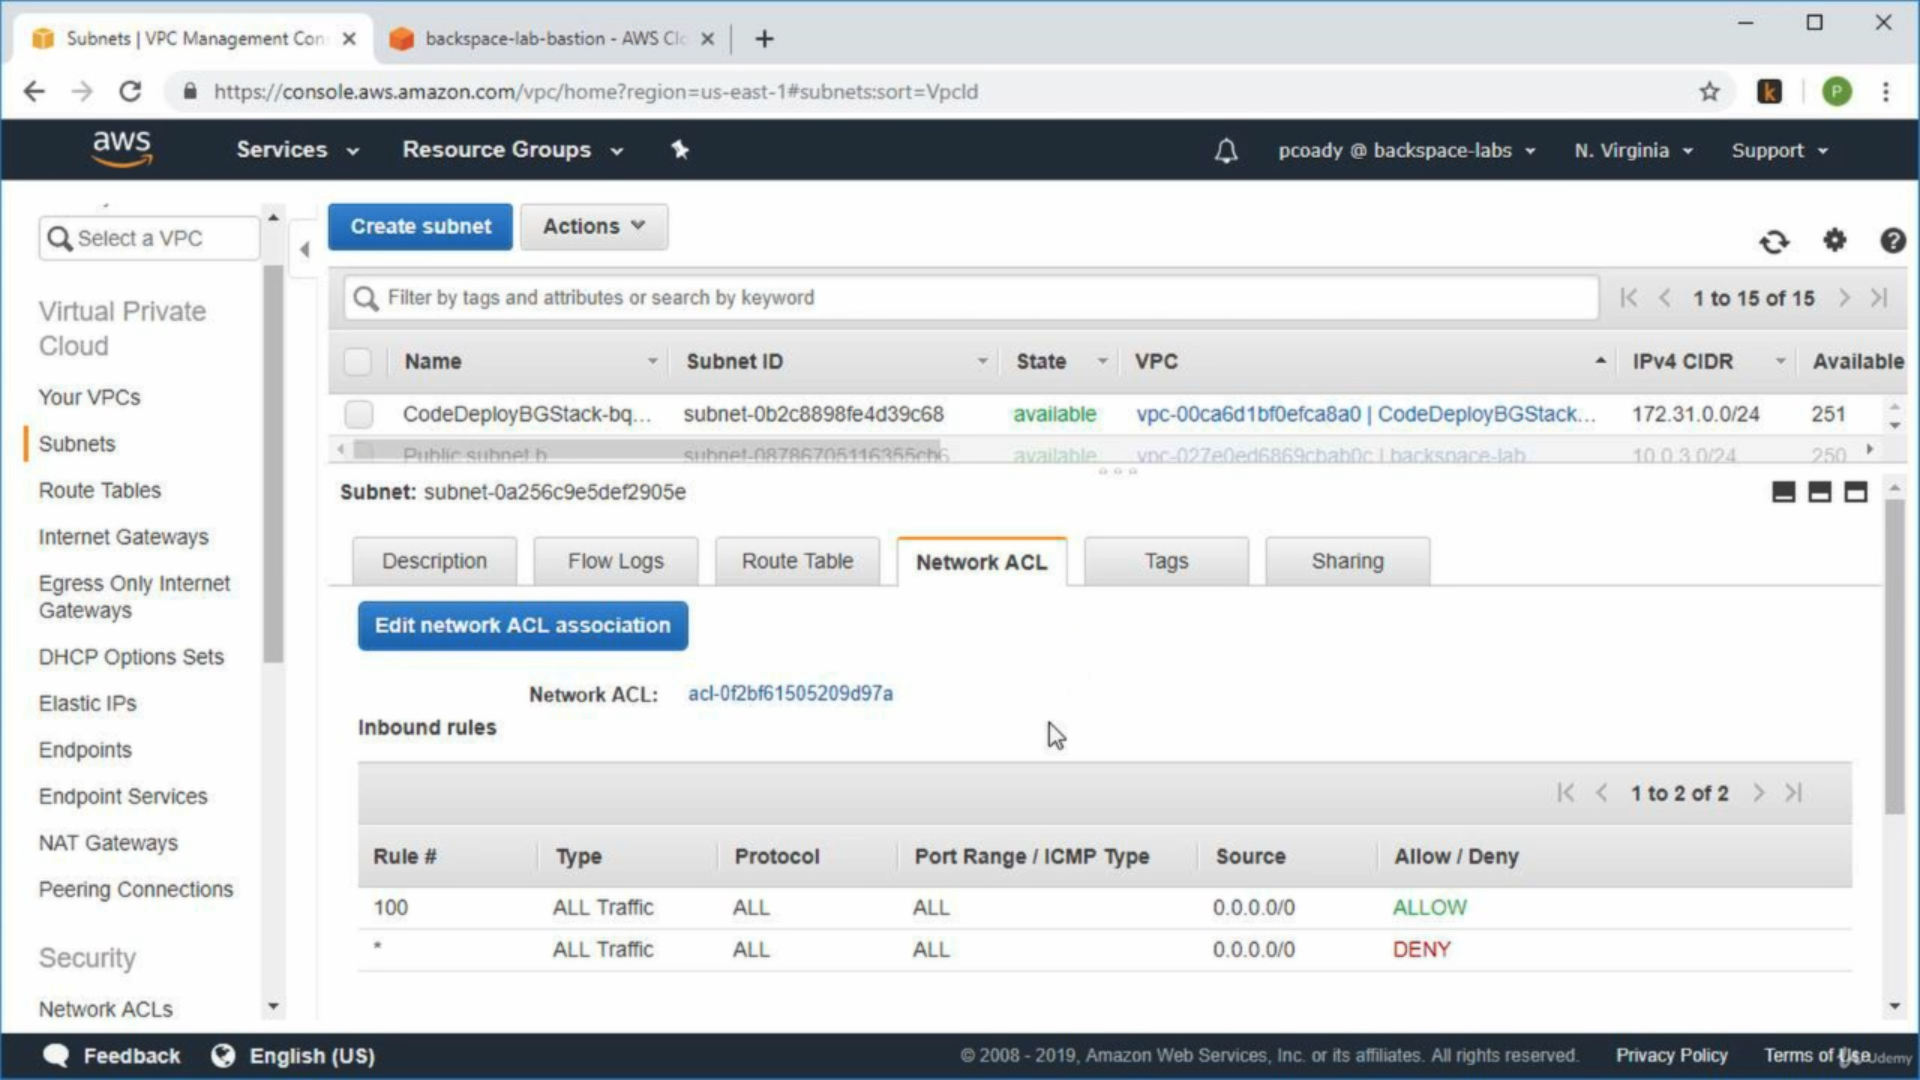 Subnets | VPC Management Con
backspace-lab-bastion - AWS Clo
https://console.aws.amazon.com/vpc/home?region=us-east-1#subnets:sort=VpcId
k
P
aws
Services
Resource Groups
pcoady @ backspace-labs
N. Virginia
Support
Select a VPC
Create subnet
Actions
Virtual Private
Cloud
Your VPCs
Subnets
Route Tables
Internet Gateways
Egress Only Internet
Gateways
DHCP Options Sets
Elastic IPs
Endpoints
Endpoint Services
NAT Gateways
Peering Connections
Security
Network ACLs
Filter by tags and attributes or search by keyword
1 to 15 of 15
Name Subnet ID State VPC IPv4 CIDR Available
CodeDeployBGStack-bq... subnet-0b2c8898fe4d39c68 available vpc-00ca6d1bf0efca8a0 | CodeDeployBGStack... 172.31.0.0/24 251
Public subnet b subnet-08786705116355cb6 available vpc-027e0ed6869cbab0c | backspace-lab 10.0.3.0/24 250
Subnet: subnet-0a256c9e5def2905e
Description Flow Logs Route Table Network ACL Tags Sharing
Edit network ACL association
Network ACL: acl-0f2bf61505209d97a
Inbound rules
1 to 2 of 2
Rule # Type Protocol Port Range / ICMP Type Source Allow / Deny
100 ALL Traffic ALL ALL 0.0.0.0/0 ALLOW
* ALL Traffic ALL ALL 0.0.0.0/0 DENY
Feedback
English (US)
© 2008 - 2019, Amazon Web Services, Inc. or its affiliates. All rights reserved.
Privacy Policy
Terms of Use
Udemy